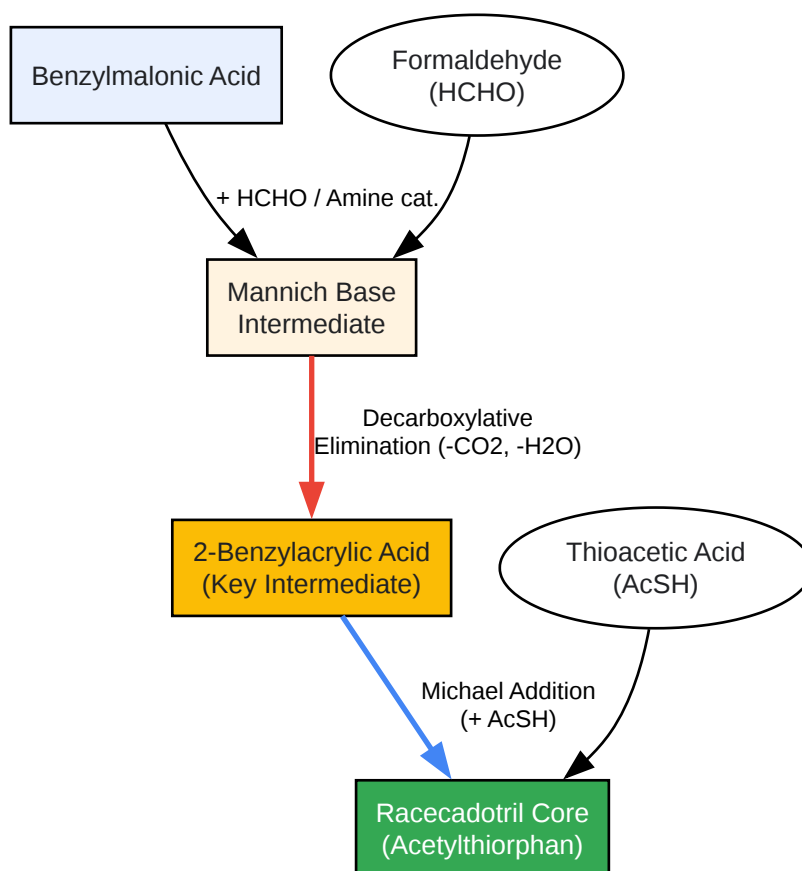 Benzylmalonic Acid
Formaldehyde
(HCHO)
+ HCHO / Amine cat.
Mannich Base
Intermediate
Decarboxylative
Elimination (-CO2, -H2O)
2-Benzylacrylic Acid
(Key Intermediate)
Thioacetic Acid
(AcSH)
Michael Addition
(+ AcSH)
Racecadotril Core
(Acetylthiorphan)